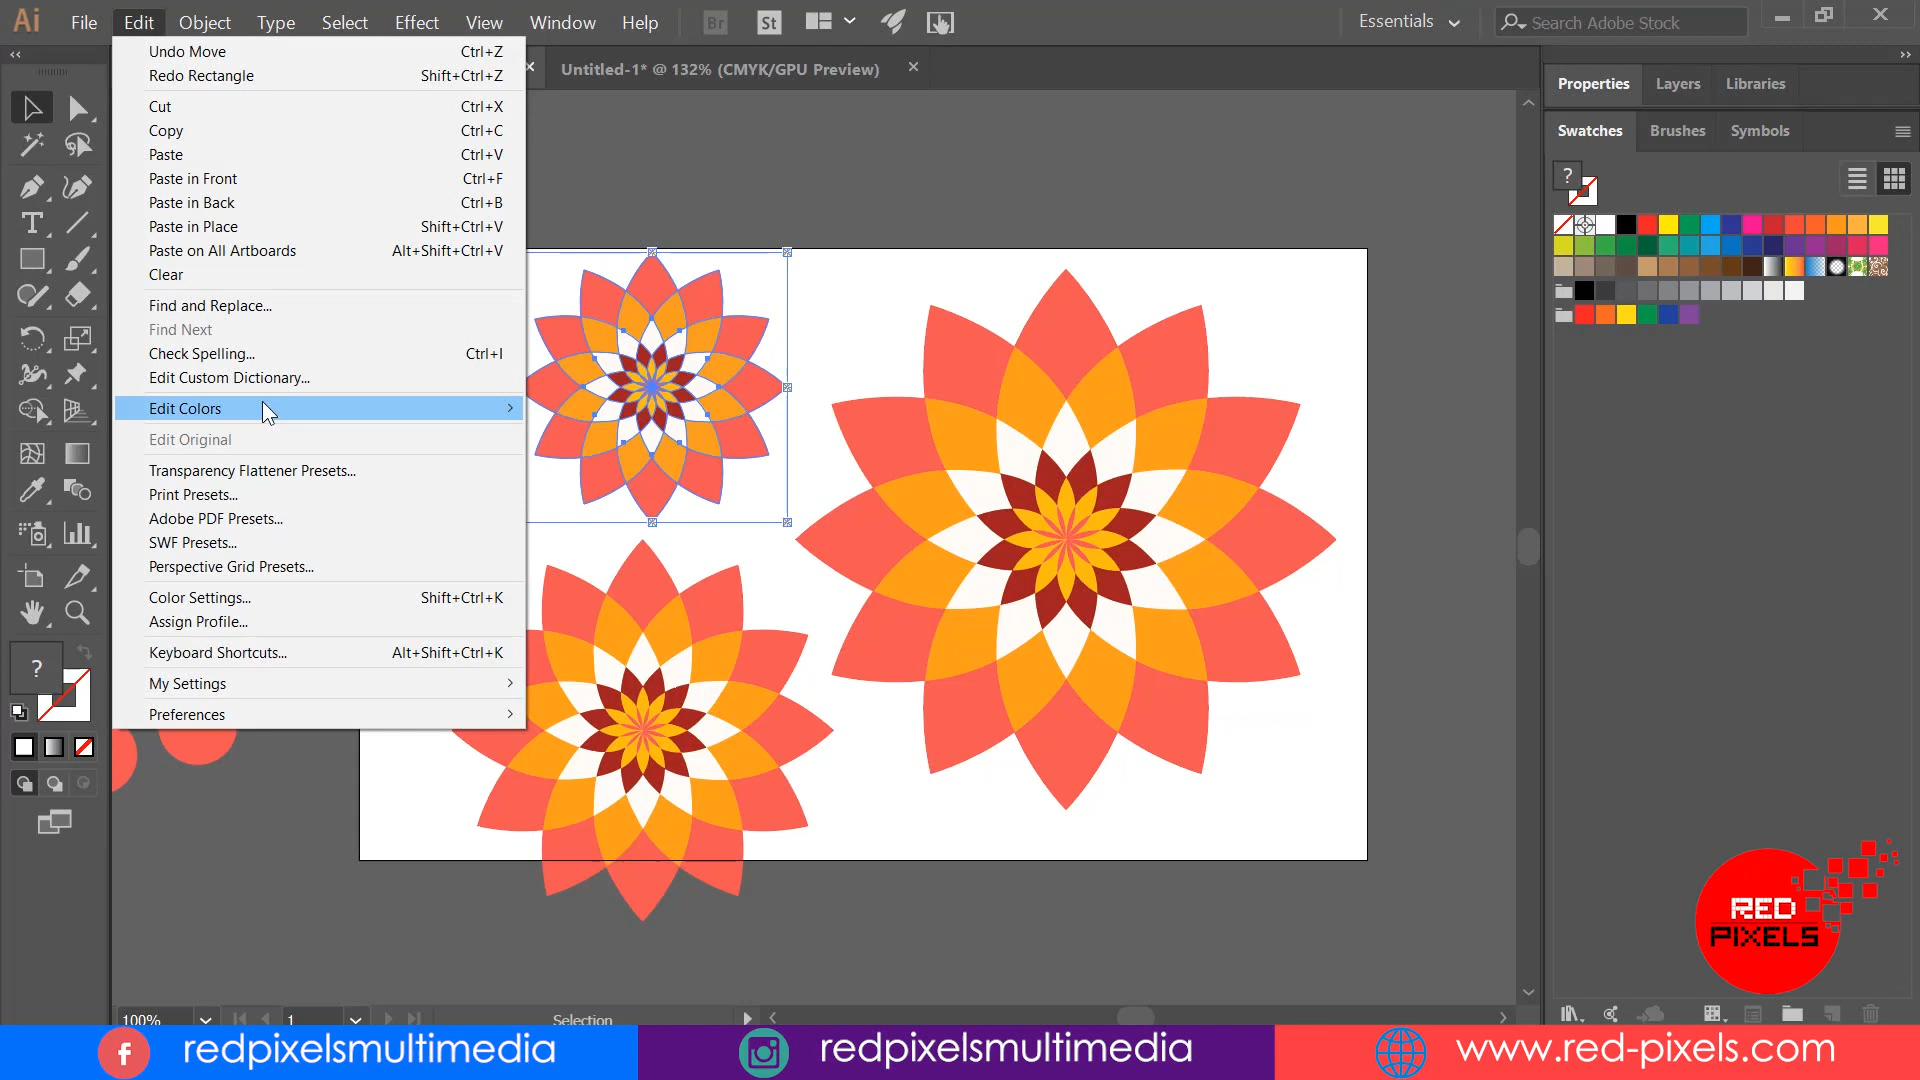 Ai File Edit Object Type Select Effect View Window Help Br St Essentials Search Adobe Stock
Untitled-1* @ 132% (CMYK/GPU Preview)
Undo Move Ctrl+Z
Redo Rectangle Shift+Ctrl+Z
Cut Ctrl+X
Copy Ctrl+C
Paste Ctrl+V
Paste in Front Ctrl+F
Paste in Back Ctrl+B
Paste in Place Shift+Ctrl+V
Paste on All Artboards Alt+Shift+Ctrl+V
Clear
Find and Replace...
Find Next
Check Spelling... Ctrl+I
Edit Custom Dictionary...
Edit Colors
Edit Original
Transparency Flattener Presets...
Print Presets...
Adobe PDF Presets...
SWF Presets...
Perspective Grid Presets...
Color Settings... Shift+Ctrl+K
Assign Profile...
Keyboard Shortcuts... Alt+Shift+Ctrl+K
My Settings
Preferences
Properties Layers Libraries
Swatches Brushes Symbols
?
?
RED
PIXELS
100% 1 Selection
f redpixelsmultimedia redpixelsmultimedia www.red-pixels.com